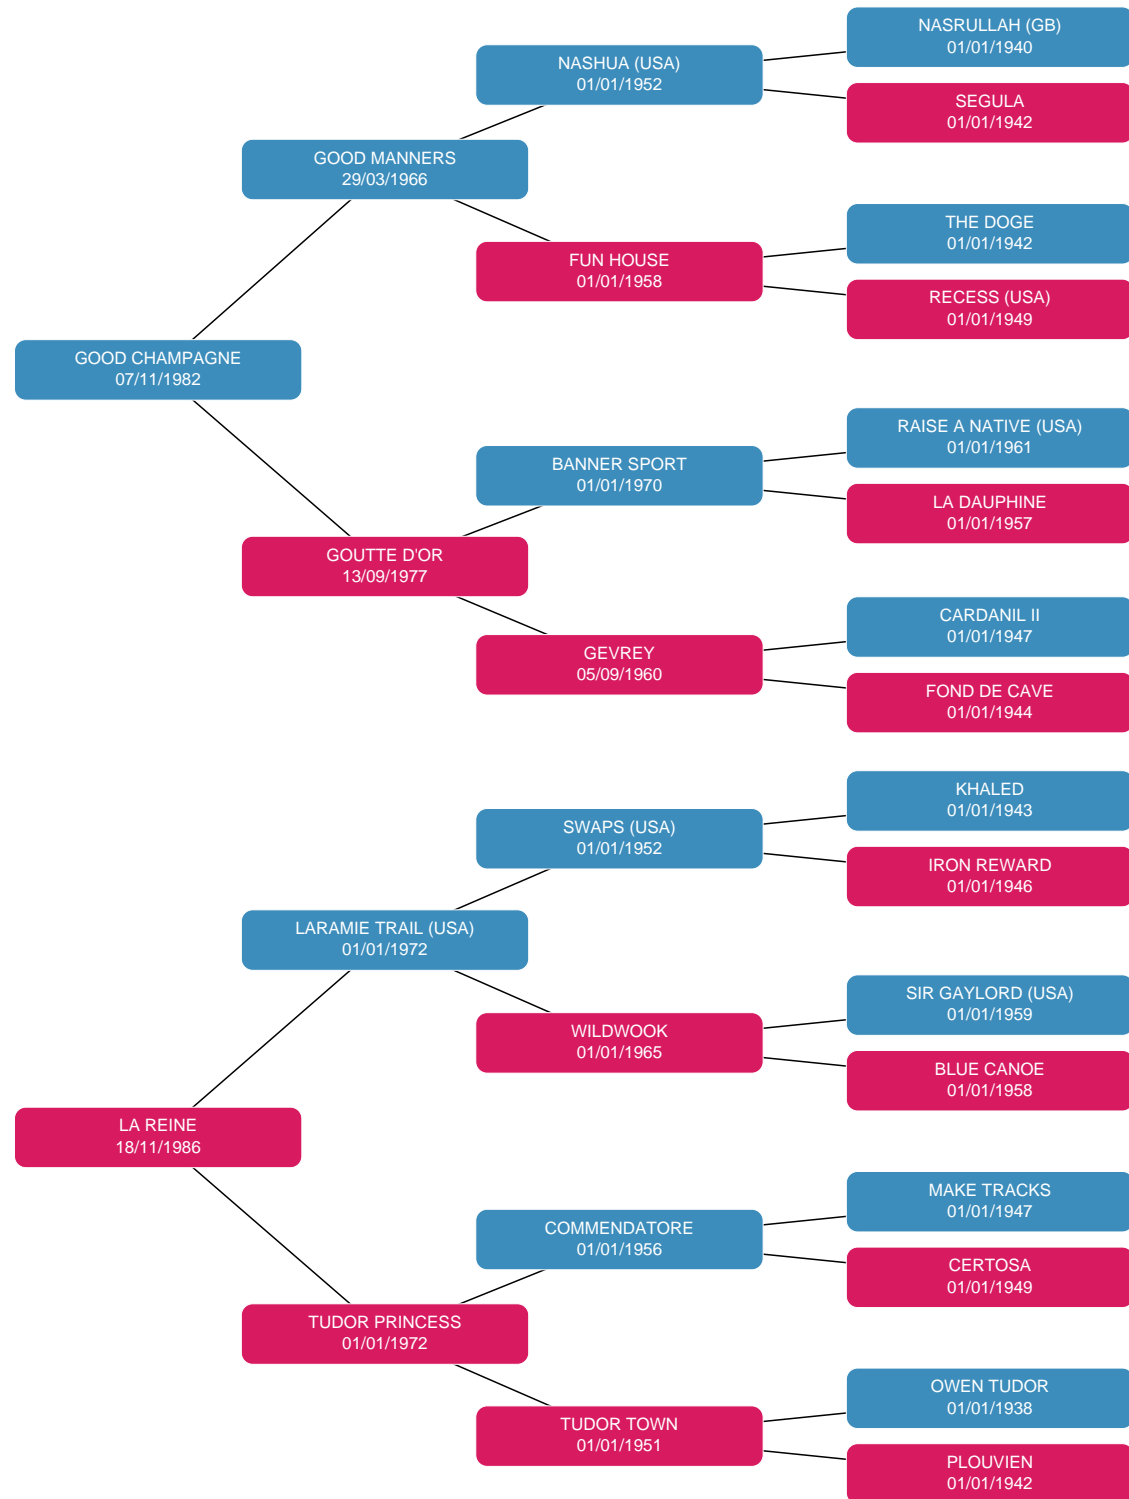 NASRULLAH (GB)
01/01/1940
NASHUA (USA)
01/01/1952
SEGULA
01/01/1942
GOOD MANNERS
29/03/1966
THE DOGE
01/01/1942
FUN HOUSE
01/01/1958
RECESS (USA)
01/01/1949
GOOD CHAMPAGNE
07/11/1982
RAISE A NATIVE (USA)
01/01/1961
BANNER SPORT
01/01/1970
LA DAUPHINE
01/01/1957
GOUTTE D'OR
13/09/1977
CARDANIL II
01/01/1947
GEVREY
05/09/1960
FOND DE CAVE
01/01/1944
KHALED
01/01/1943
SWAPS (USA)
01/01/1952
IRON REWARD
01/01/1946
LARAMIE TRAIL (USA)
01/01/1972
SIR GAYLORD (USA)
01/01/1959
WILDWOOK
01/01/1965
BLUE CANOE
01/01/1958
LA REINE
18/11/1986
MAKE TRACKS
01/01/1947
COMMENDATORE
01/01/1956
CERTOSA
01/01/1949
TUDOR PRINCESS
01/01/1972
OWEN TUDOR
01/01/1938
TUDOR TOWN
01/01/1951
PLOUVIEN
01/01/1942